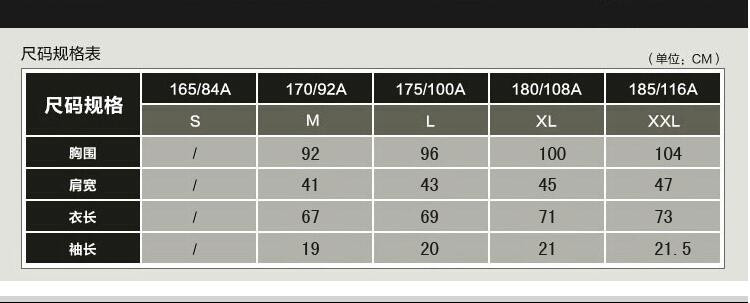 尺码规格表 （单位：CM）
尺码规格 165/84A 170/92A 175/100A 180/108A 185/116A
S M L XL XXL
胸围 / 92 96 100 104
肩宽 / 41 43 45 47
衣长 / 67 69 71 73
袖长 / 19 20 21 21.5